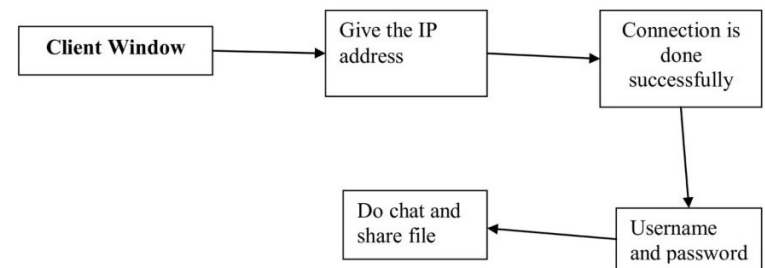 Client Window
Give the IP
address
Connection is
done
successfully
Do chat and
share file
Username
and password